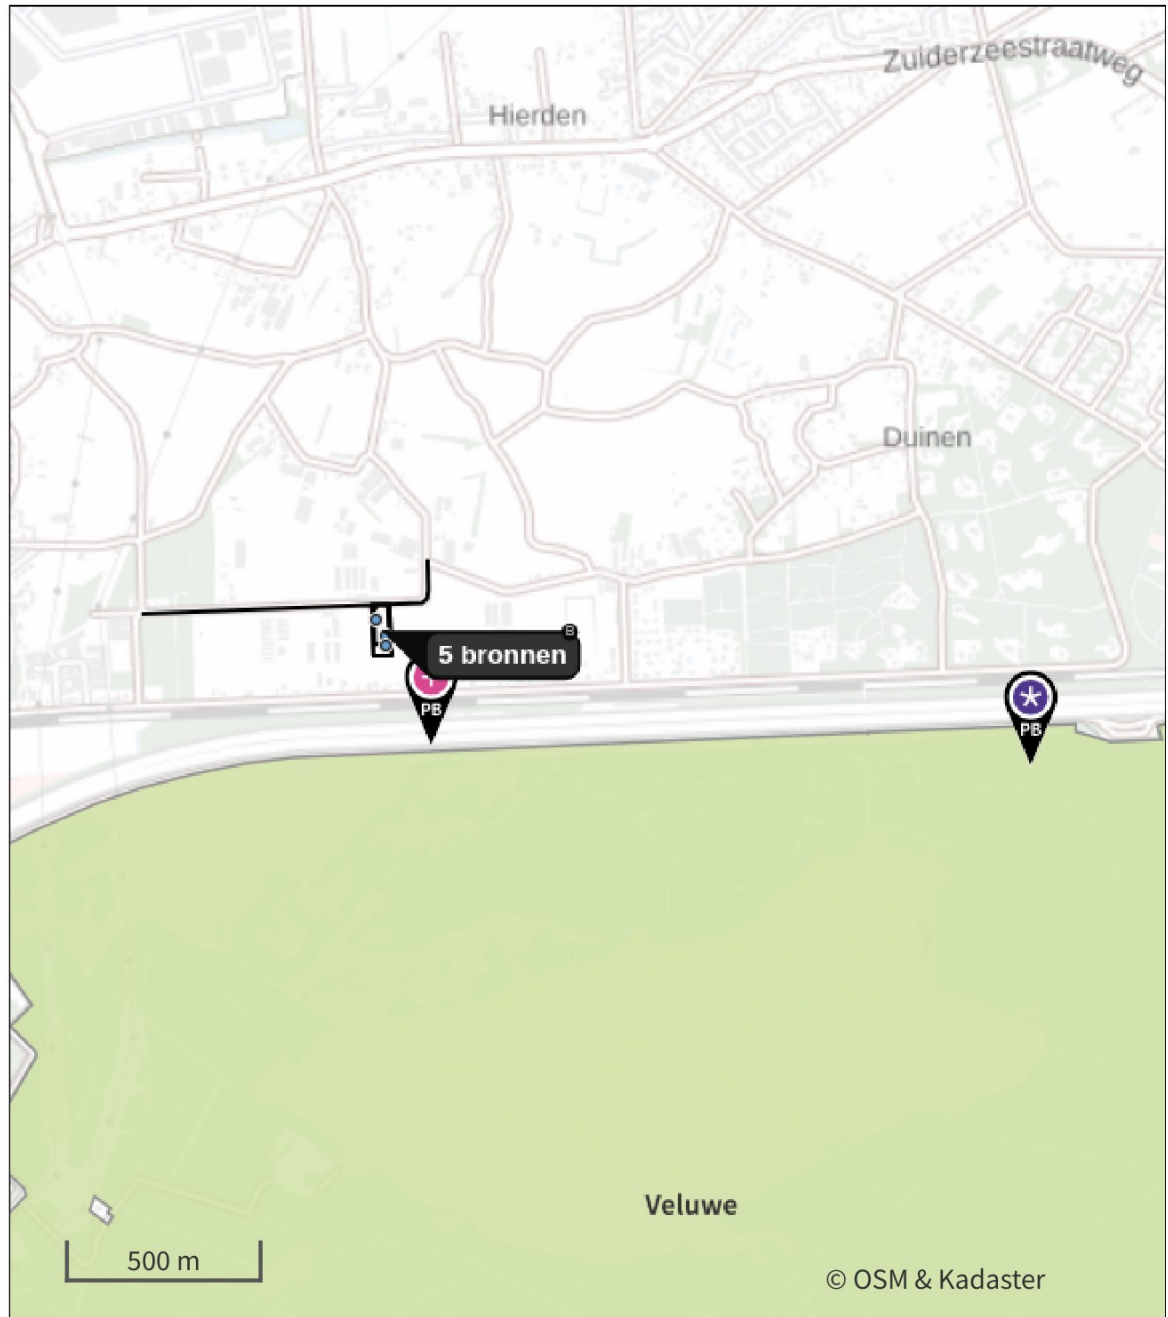 Zuiderzeestraatweg
Hierden
Duinen
B
5 bronnen
PB
PB
Veluwe
500 m
© OSM & Kadaster